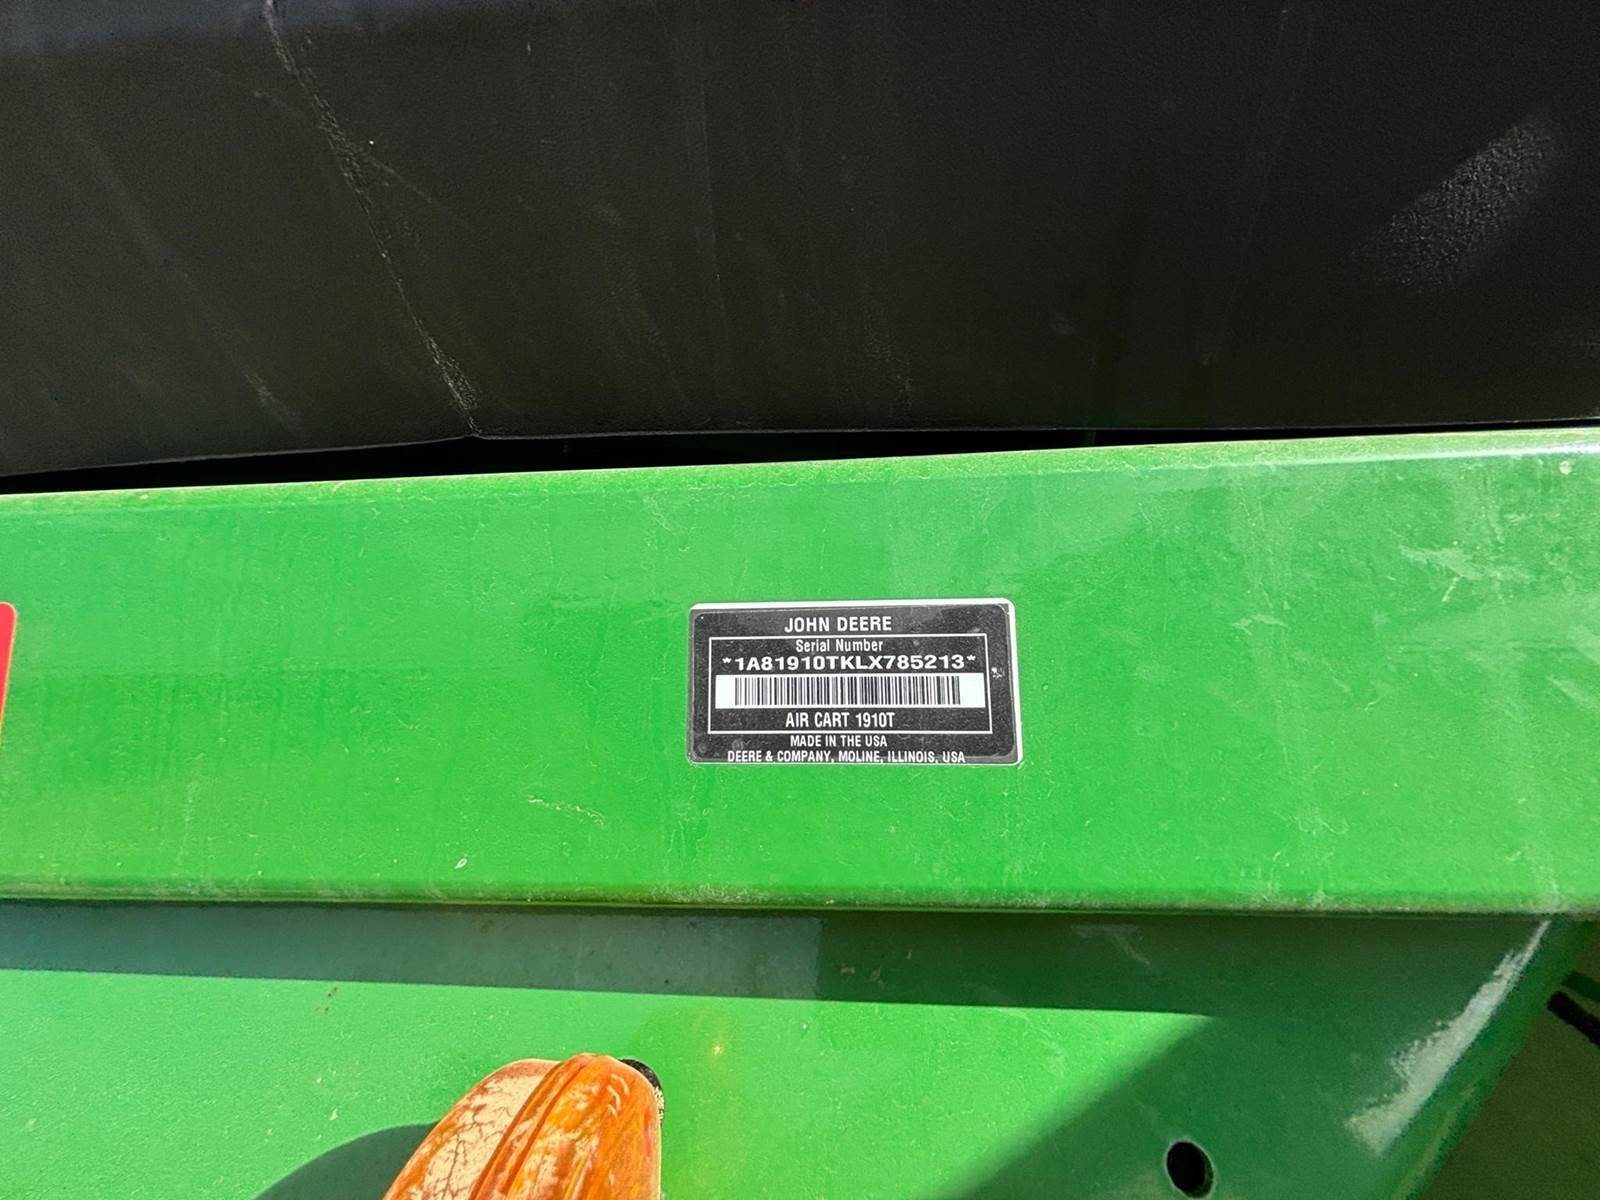 JOHN DEERE
Serial Number
*1A81910TKLX785213*
AIR CART 1910T
MADE IN THE USA
DEERE & COMPANY, MOLINE, ILLINOIS, USA